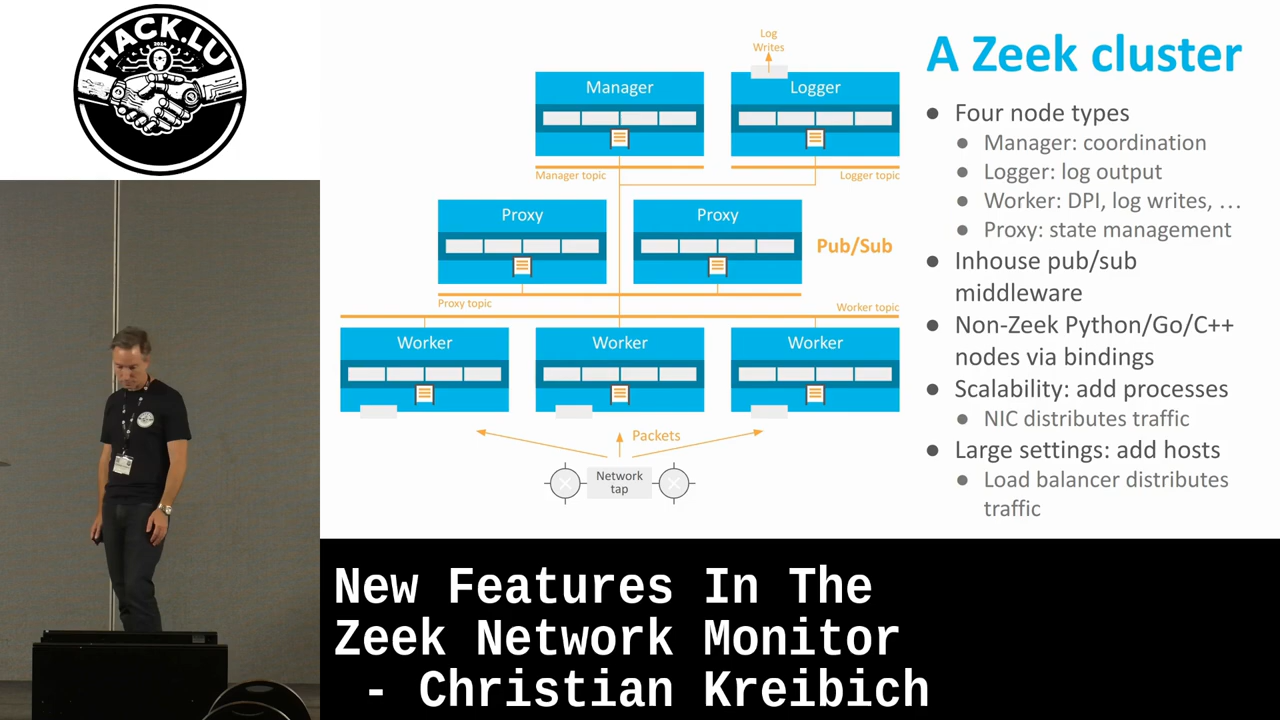 HACK.LU
2024
Log
Writes
Manager
Logger
Manager topic
Logger topic
Proxy
Proxy
Pub/Sub
Proxy topic
Worker topic
Worker
Worker
Worker
Packets
Network
tap
A Zeek cluster
● Four node types
● Manager: coordination
● Logger: log output
● Worker: DPI, log writes, …
● Proxy: state management
● Inhouse pub/sub
middleware
● Non-Zeek Python/Go/C++
nodes via bindings
● Scalability: add processes
● NIC distributes traffic
● Large settings: add hosts
● Load balancer distributes
traffic
New Features In The
Zeek Network Monitor
- Christian Kreibich